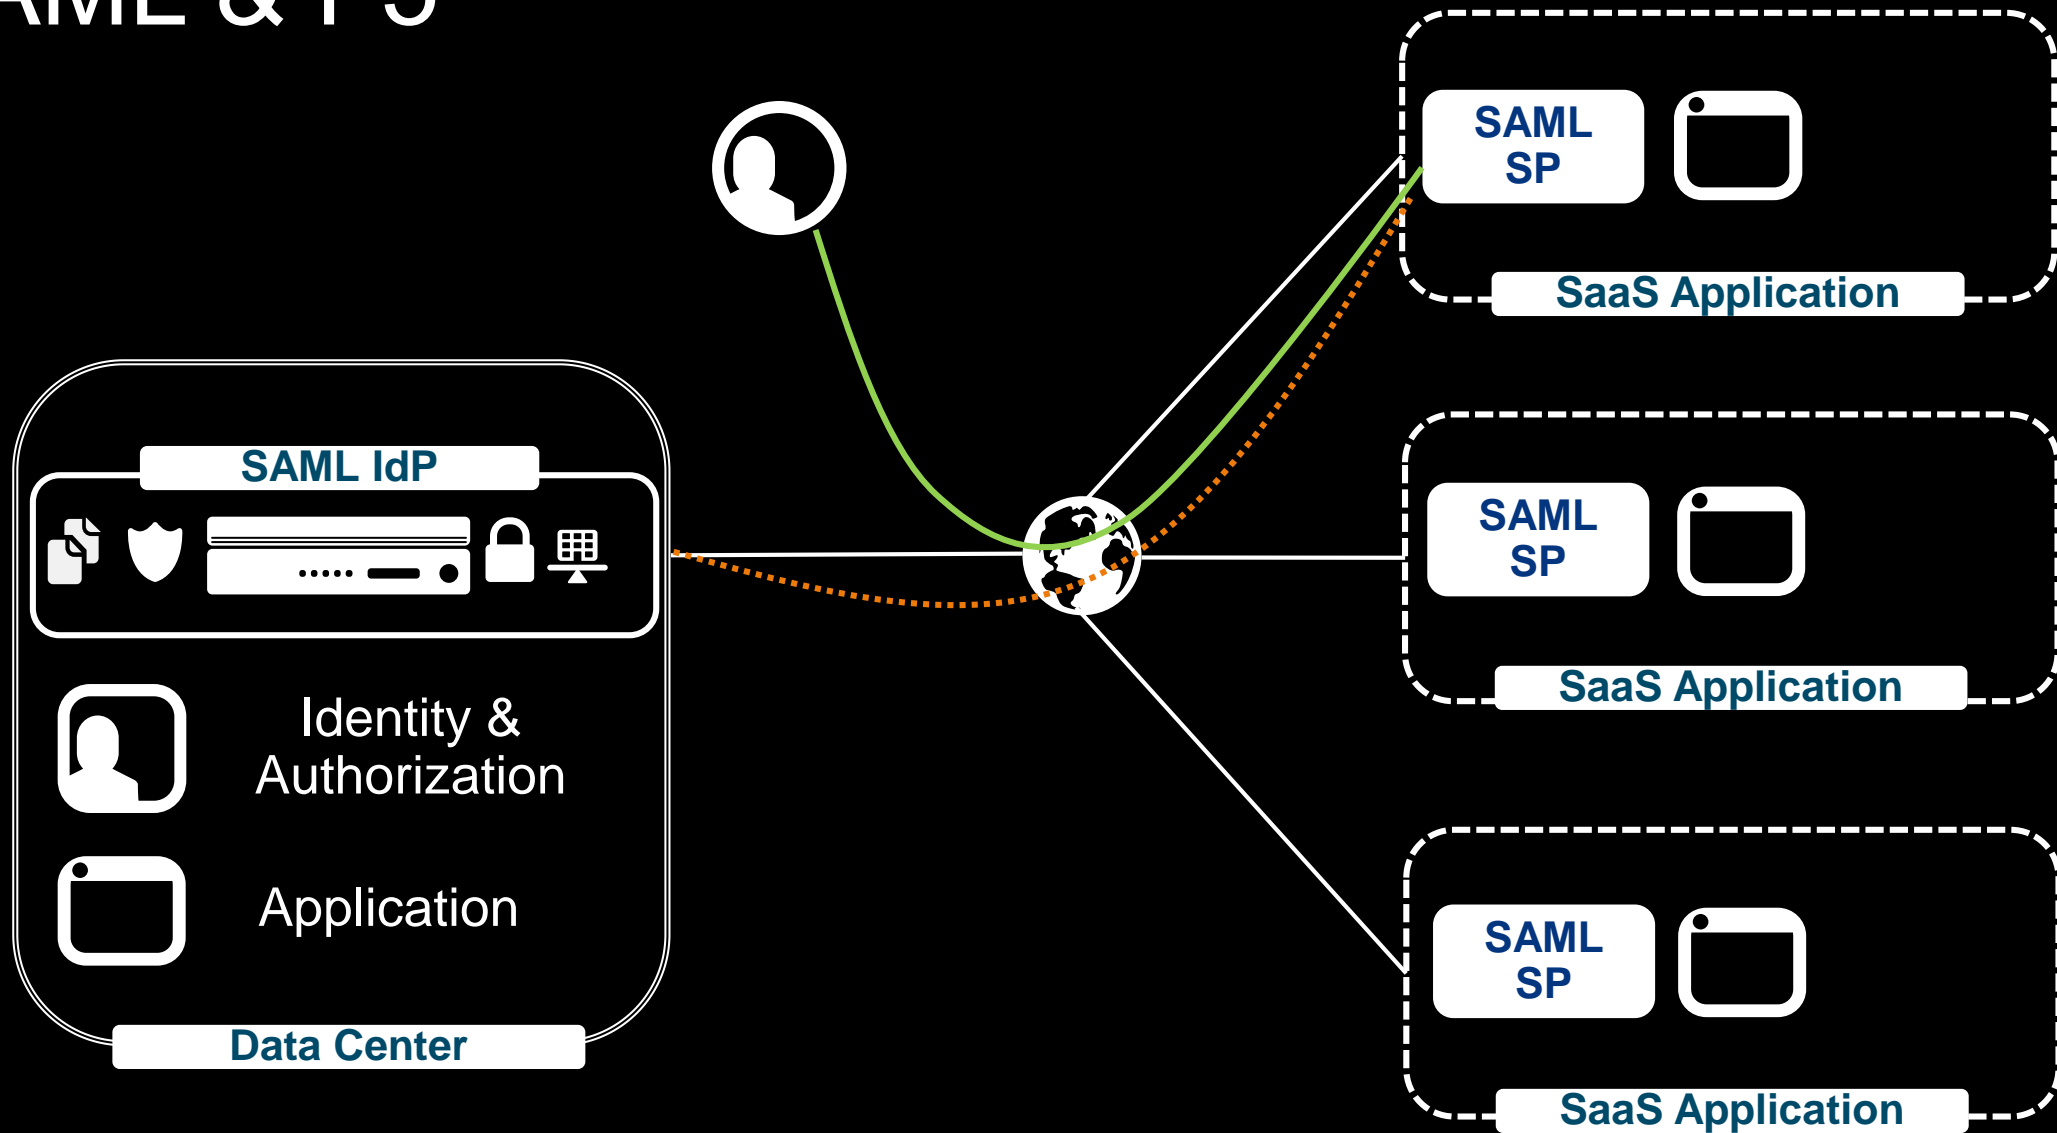 & F5
SAML
SP
SaaS Application
SAML IdP
SAML
SP
SaaS Application
Identity &
Authorization
Application
SAML
SP
Data Center
SaaS Application